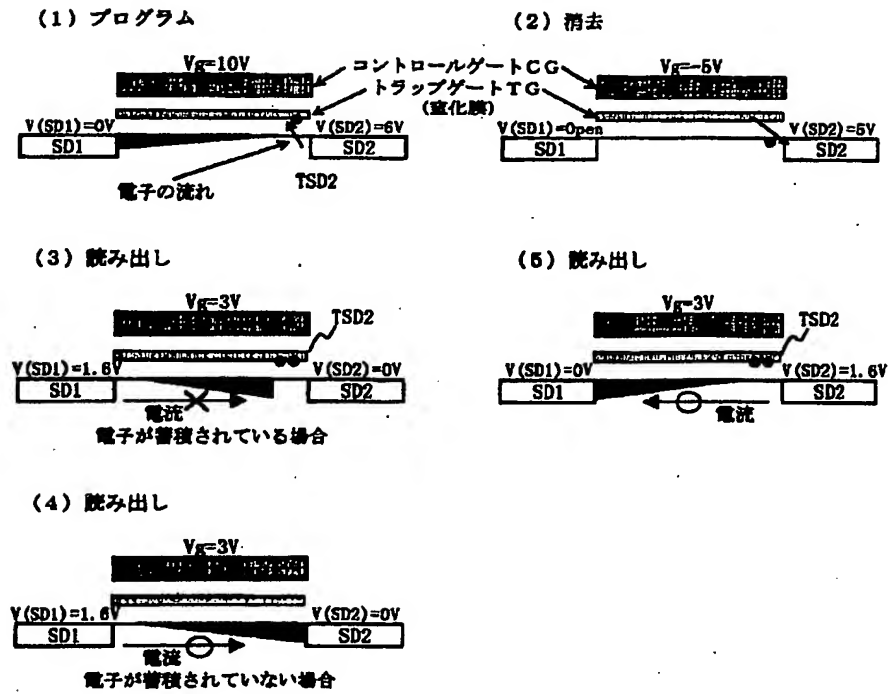 (1) プログラム
Vg=10V
コントロールゲートCG
トラップゲートTG
(窒化膜)
V(SD1)=0V
V(SD2)=6V
SD1
SD2
電子の流れ
TSD2
(2) 消去
Vg=-5V
V(SD1)=Open
V(SD2)=5V
SD1
SD2
(3) 読み出し
Vg=3V
TSD2
V(SD1)=1.6V
V(SD2)=0V
SD1
SD2
電流
電子が蓄積されている場合
(5) 読み出し
Vg=3V
TSD2
V(SD1)=0V
V(SD2)=1.6V
SD1
SD2
電流
(4) 読み出し
Vg=3V
V(SD1)=1.6V
V(SD2)=0V
SD1
SD2
電流
電子が蓄積されていない場合